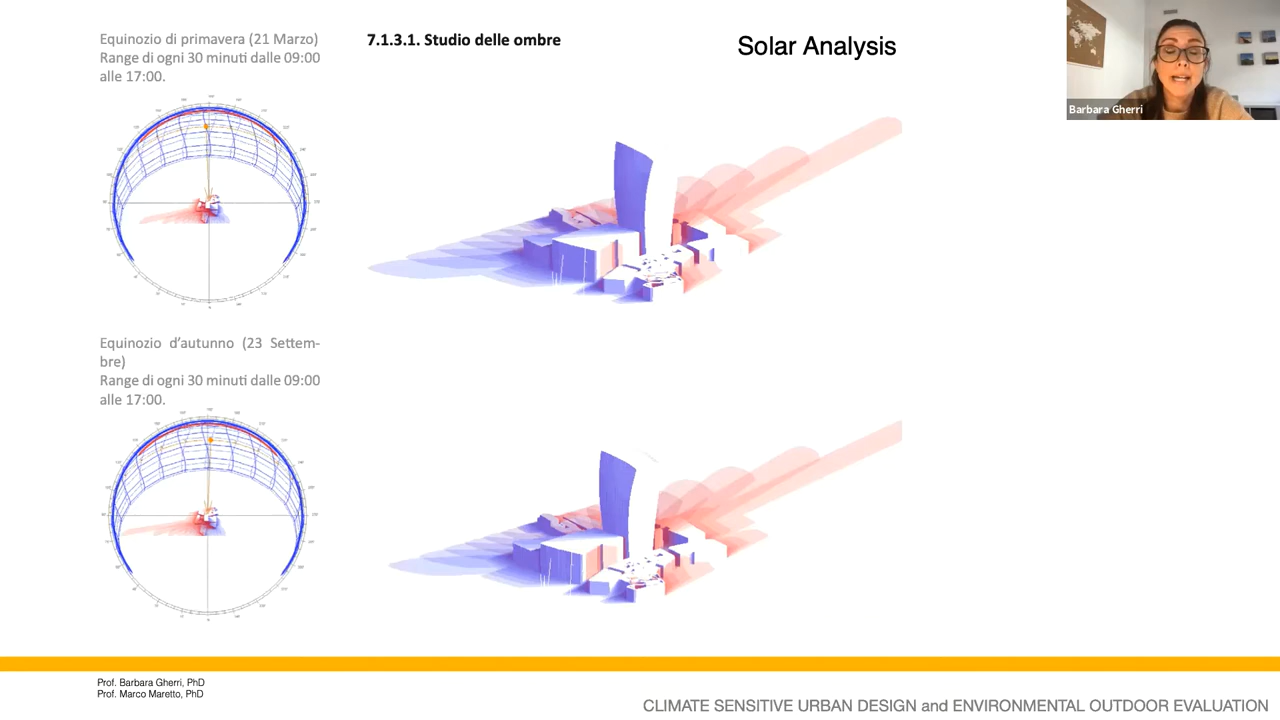 Equinozio di primavera (21 Marzo)
Range di ogni 30 minuti dalle 09:00
alle 17:00.
7.1.3.1. Studio delle ombre
Solar Analysis
Barbara Gherri
Equinozio d'autunno (23 Settem-
bre)
Range di ogni 30 minuti dalle 09:00
alle 17:00.
Prof. Barbara Gherri, PhD
Prof. Marco Maretto, PhD
CLIMATE SENSITIVE URBAN DESIGN and ENVIRONMENTAL OUTDOOR EVALUATION